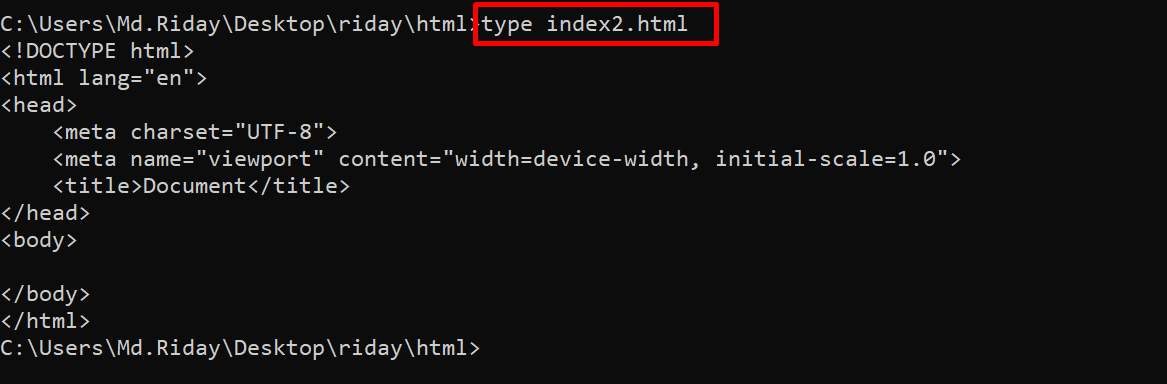 C:\Users\Md.Riday\Desktop\riday\html>type index2.html
<!DOCTYPE html>
<html lang="en">
<head>
    <meta charset="UTF-8">
    <meta name="viewport" content="width=device-width, initial-scale=1.0">
    <title>Document</title>
</head>
<body>

</body>
</html>
C:\Users\Md.Riday\Desktop\riday\html>